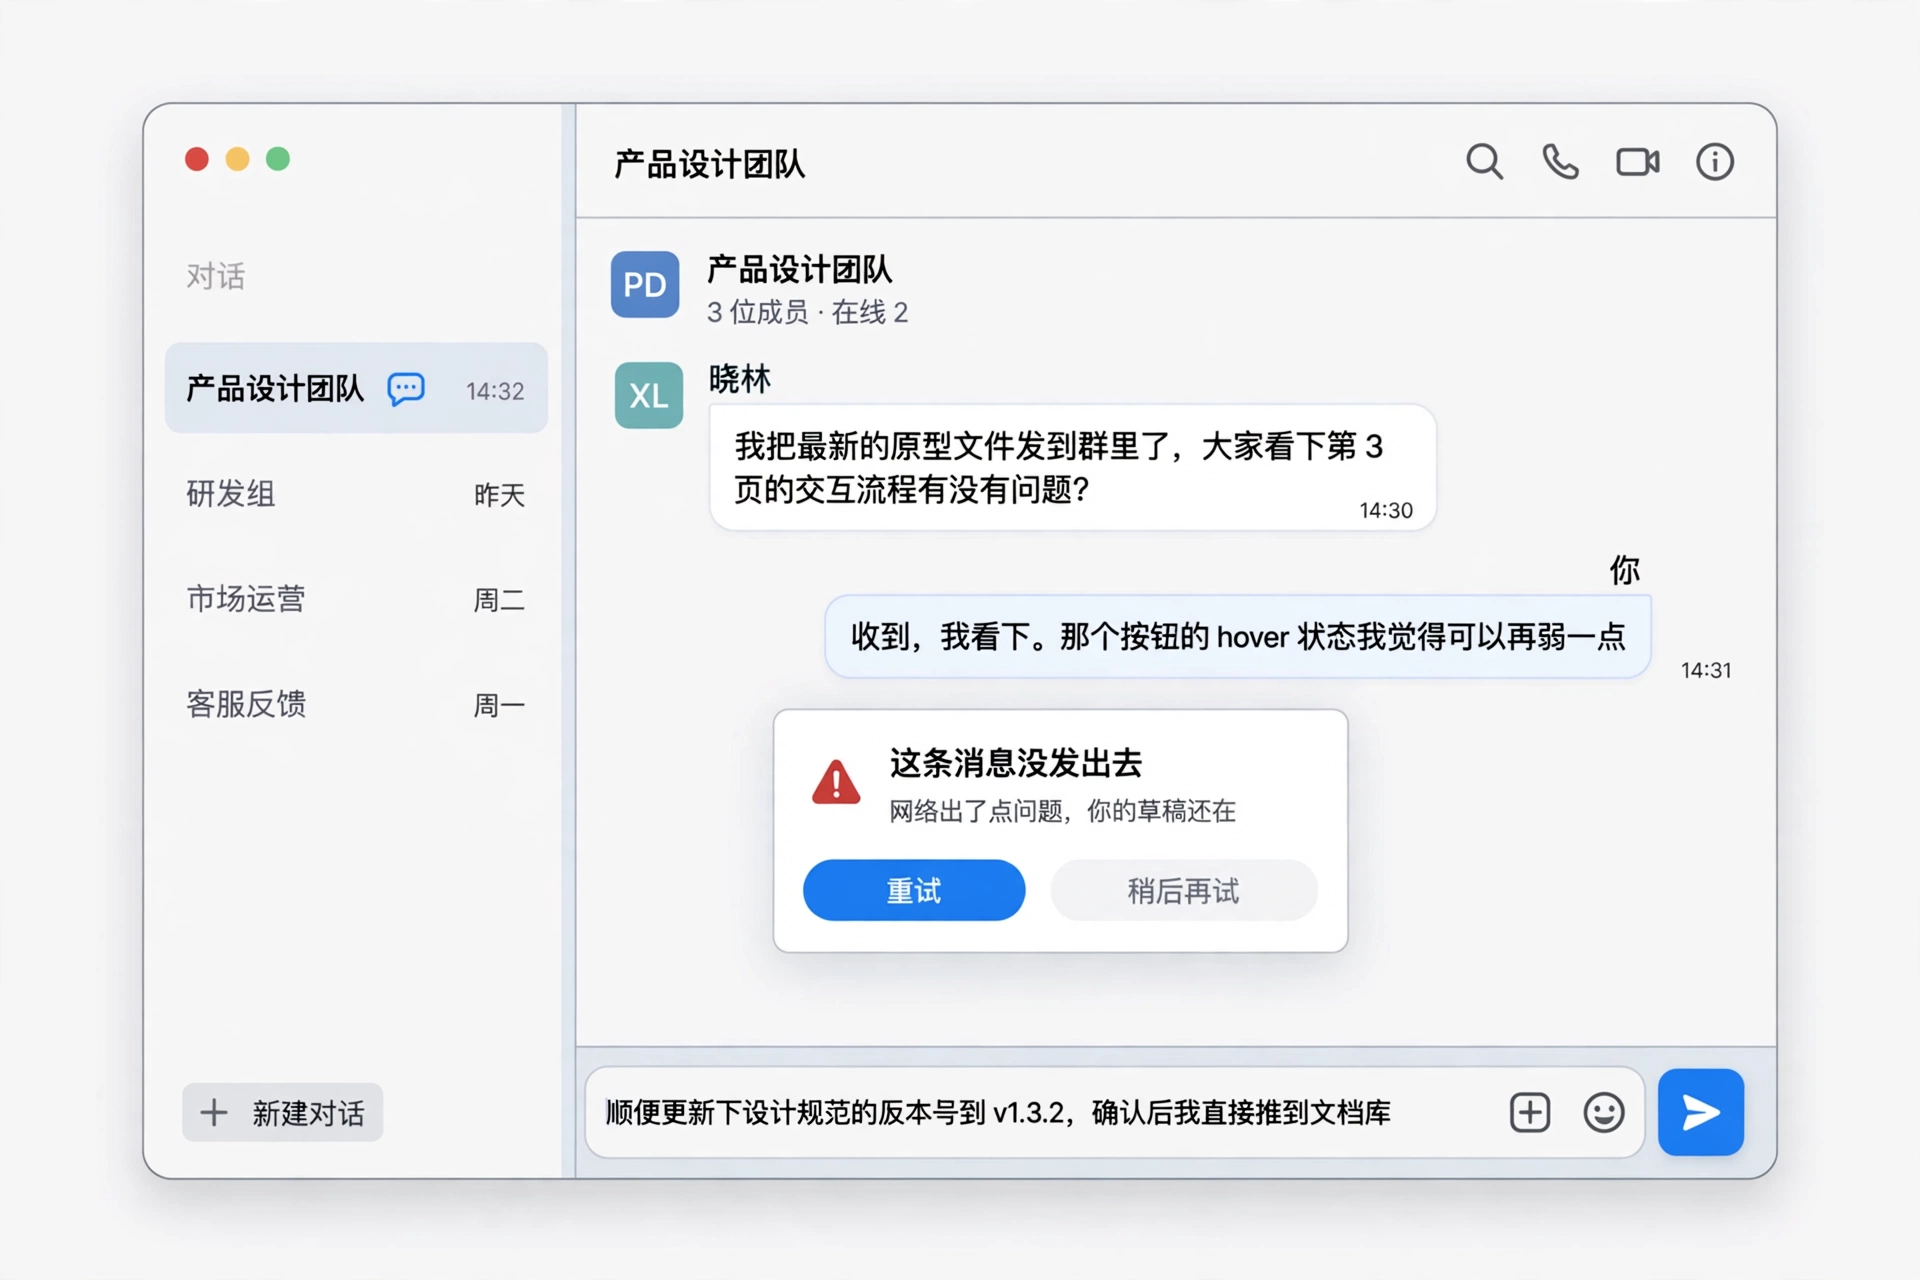 对话
产品设计团队 14:32
研发组 昨天
市场运营 周二
客服反馈 周一
新建对话
产品设计团队
PD
产品设计团队
3 位成员 · 在线 2
XL
晓林
我把最新的原型文件发到群里了，大家看下第 3
页的交互流程有没有问题？
14:30
你
收到，我看下。那个按钮的 hover 状态我觉得可以再弱一点
14:31
这条消息没发出去
网络出了点问题，你的草稿还在
重试
稍后再试
顺便更新下设计规范的版本号到 v1.3.2，确认后我直接推到文档库